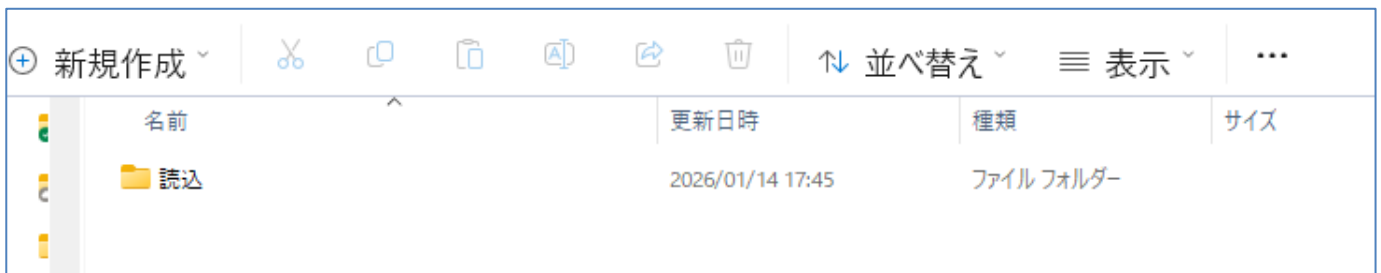 新規作成 並べ替え 表示 ...
名前 更新日時 種類 サイズ
読込 2026/01/14 17:45 ファイル フォルダー